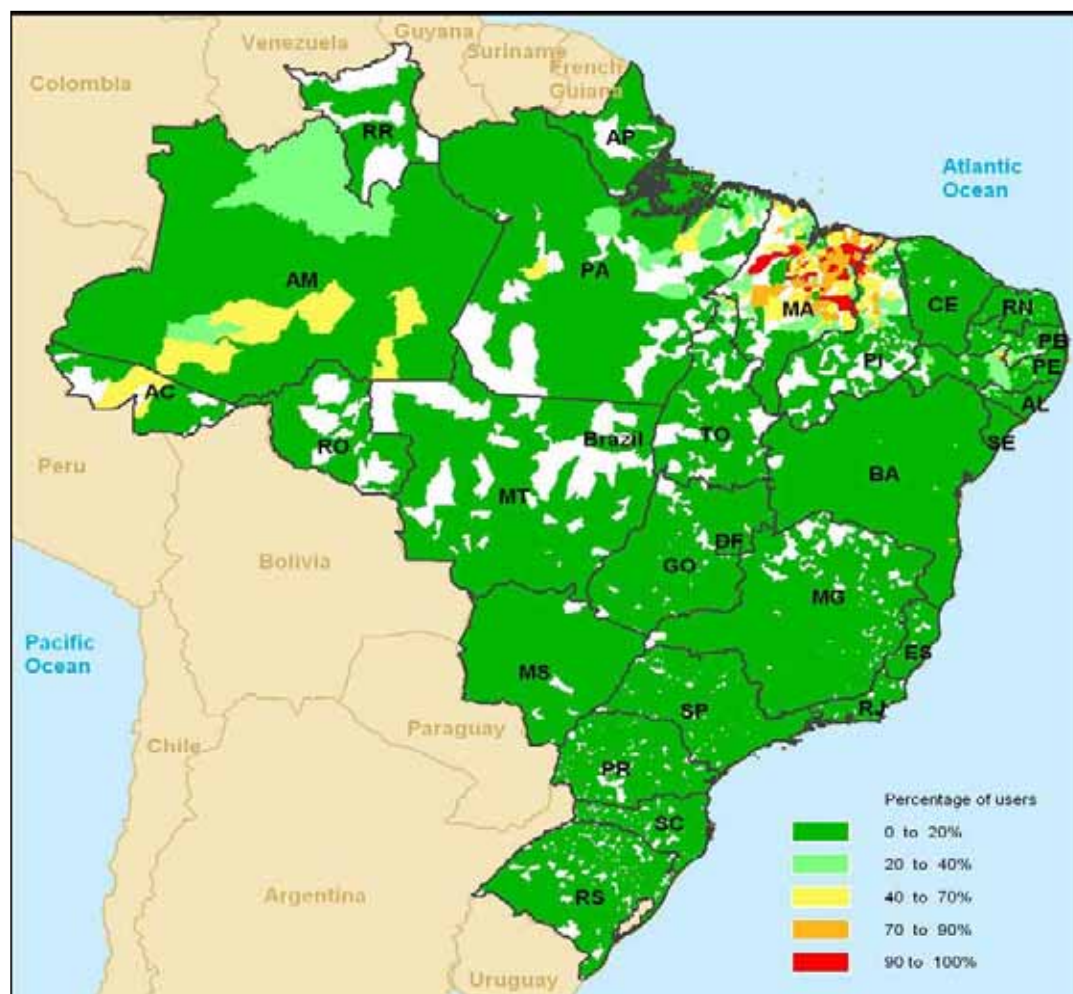 Venezuela
Guyana
Suriname
French
Guiana
Colombia
RR
AP
Atlantic
Ocean
AM
PA
MA
CE
RN
PB
PE
PI
AL
SE
AC
RO
Brazil
TO
MT
BA
Peru
DF
GO
Bolivia
MG
ES
Pacific
Ocean
MS
SP
RJ
Paraguay
Chile
PR
SC
RS
Argentina
Uruguay
Percentage of users
0 to 20%
20 to 40%
40 to 70%
70 to 90%
90 to 100%